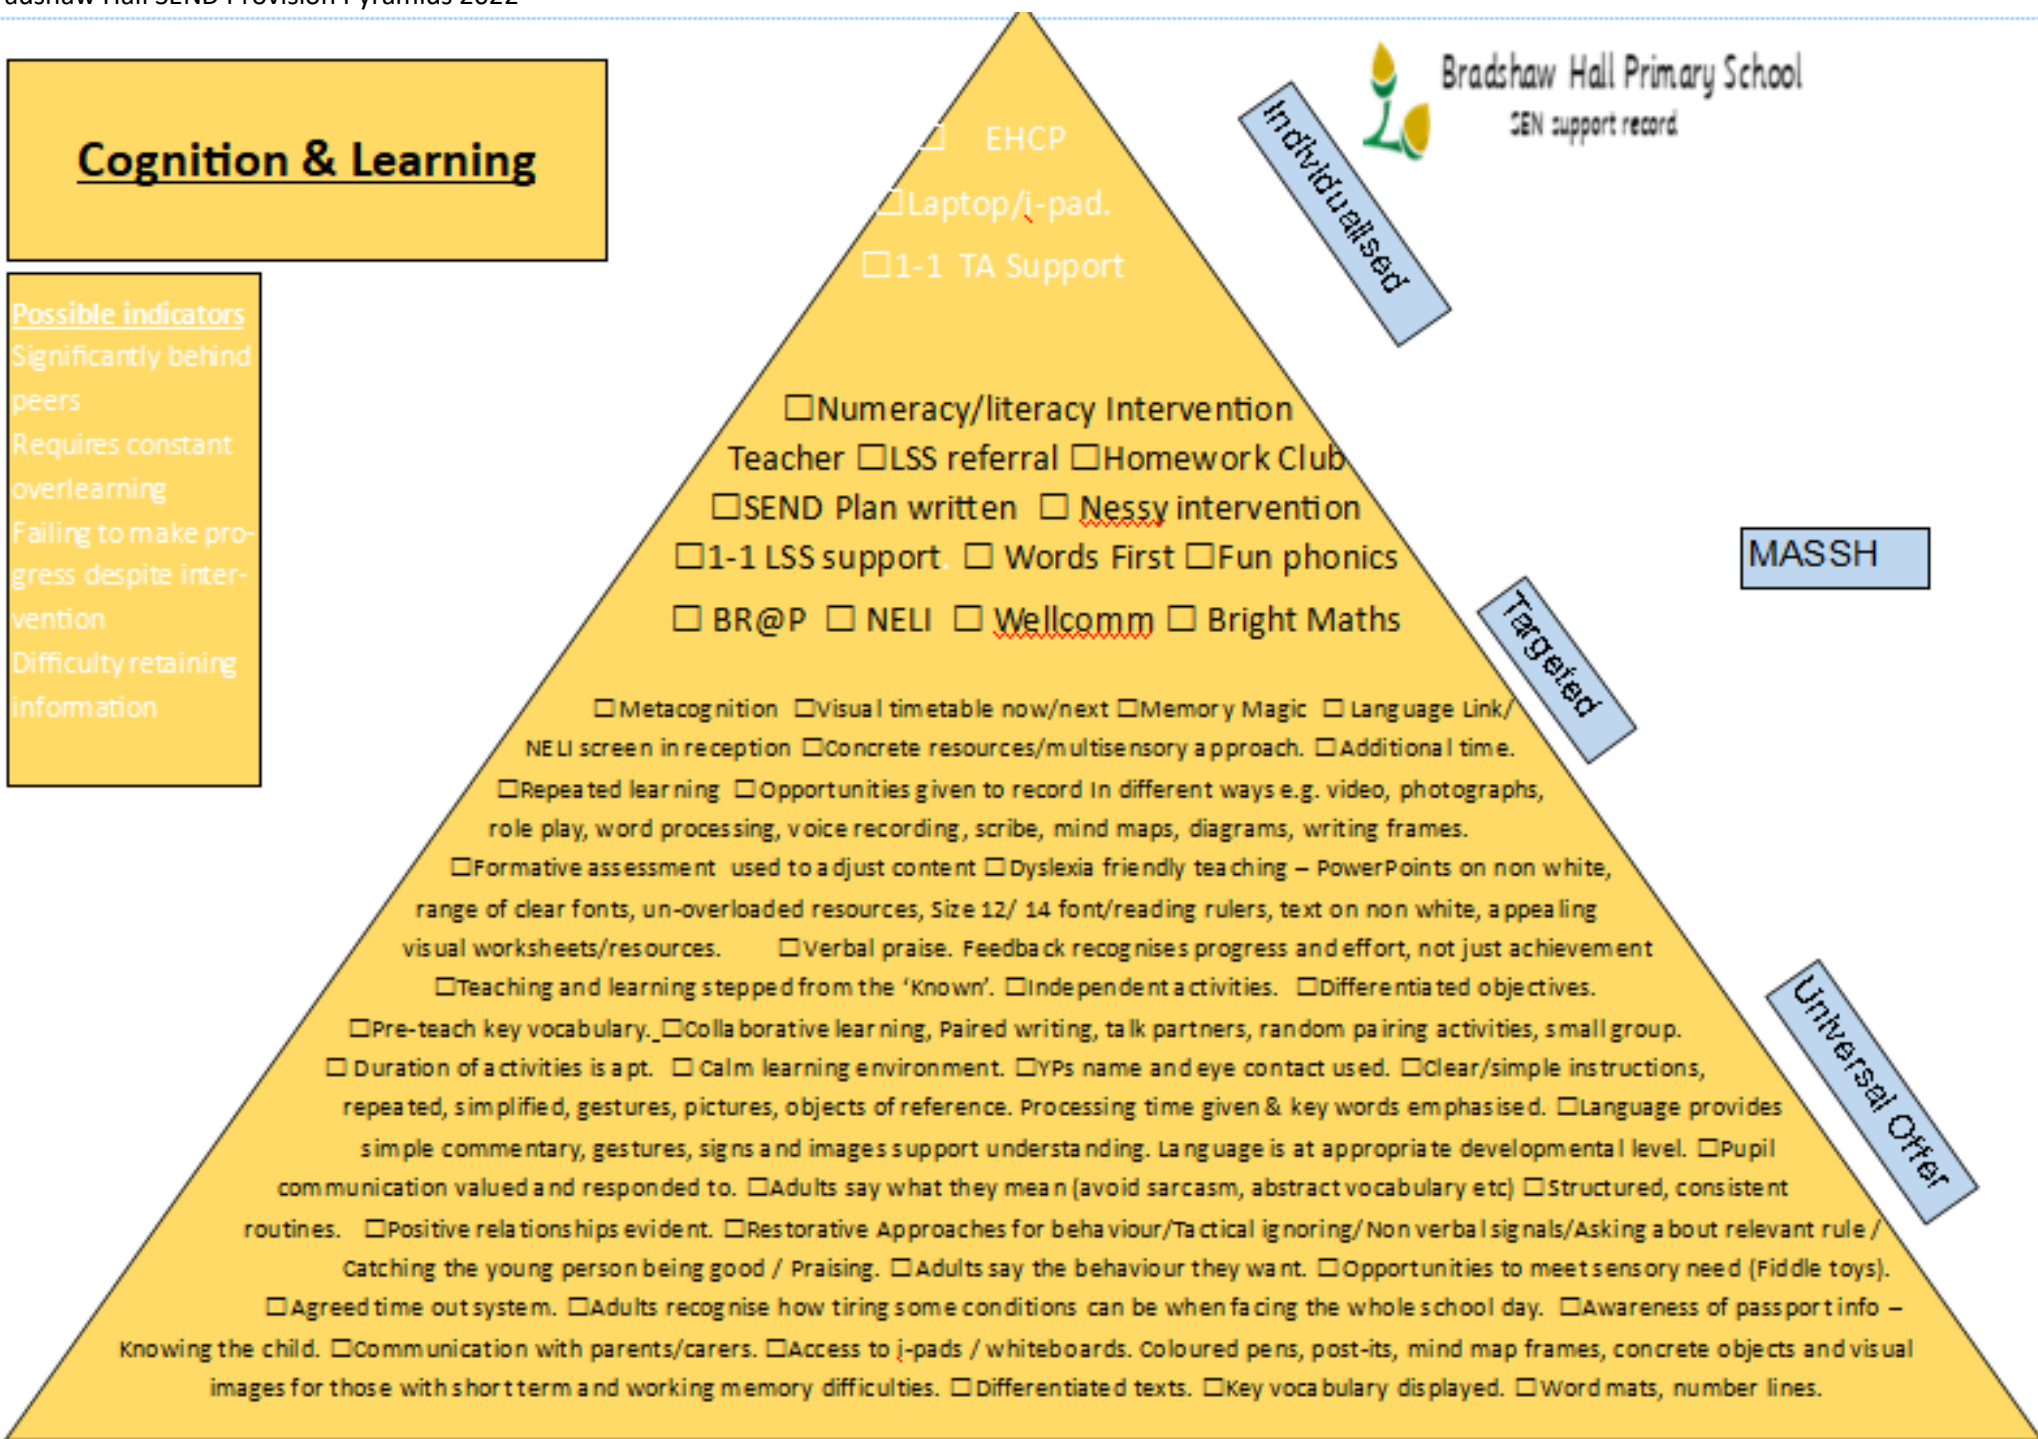 adshaw Hall SEND Provision Pyramids 2022
Bradshaw Hall Primary School
SEN support record
Cognition & Learning
Possible indicators
Significantly behind
peers
Requires constant
overlearning
Failing to make pro-
gress despite inter-
vention
Difficulty retaining
information
Individualised
☐ EHCP
☐Laptop/i-pad.
☐1-1 TA Support
☐Numeracy/literacy Intervention
Teacher ☐LSS referral ☐Homework Club
☐SEND Plan written ☐ Nessy intervention
☐1-1 LSS support. ☐ Words First ☐Fun phonics
☐ BR@P ☐ NELI ☐ Wellcomm ☐ Bright Maths
MASSH
Targeted
☐Metacognition ☐Visual timetable now/next ☐Memory Magic ☐ Language Link/
NELI screen in reception ☐Concrete resources/multisensory approach. ☐Additional time.
☐Repeated learning ☐Opportunities given to record In different ways e.g. video, photographs,
role play, word processing, voice recording, scribe, mind maps, diagrams, writing frames.
☐Formative assessment used to adjust content ☐Dyslexia friendly teaching – PowerPoints on non white,
range of clear fonts, un-overloaded resources, Size 12/ 14 font/reading rulers, text on non white, appealing
visual worksheets/resources. ☐Verbal praise. Feedback recognises progress and effort, not just achievement
☐Teaching and learning stepped from the ‘Known’. ☐Independent activities. ☐Differentiated objectives.
☐Pre-teach key vocabulary. ☐Collaborative learning, Paired writing, talk partners, random pairing activities, small group.
☐ Duration of activities is apt. ☐ Calm learning environment. ☐YPs name and eye contact used. ☐Clear/simple instructions,
repeated, simplified, gestures, pictures, objects of reference. Processing time given & key words emphasised. ☐Language provides
simple commentary, gestures, signs and images support understanding. Language is at appropriate developmental level. ☐Pupil
communication valued and responded to. ☐Adults say what they mean (avoid sarcasm, abstract vocabulary etc) ☐Structured, consistent
routines. ☐Positive relationships evident. ☐Restorative Approaches for behaviour/Tactical ignoring/ Non verbal signals/Asking about relevant rule /
Catching the young person being good / Praising. ☐Adults say the behaviour they want. ☐Opportunities to meet sensory need (Fiddle toys).
☐Agreed time out system. ☐Adults recognise how tiring some conditions can be when facing the whole school day. ☐Awareness of passport info –
Knowing the child. ☐Communication with parents/carers. ☐Access to i-pads / whiteboards. Coloured pens, post-its, mind map frames, concrete objects and visual
images for those with short term and working memory difficulties. ☐Differentiated texts. ☐Key vocabulary displayed. ☐Word mats, number lines.
Universal Offer